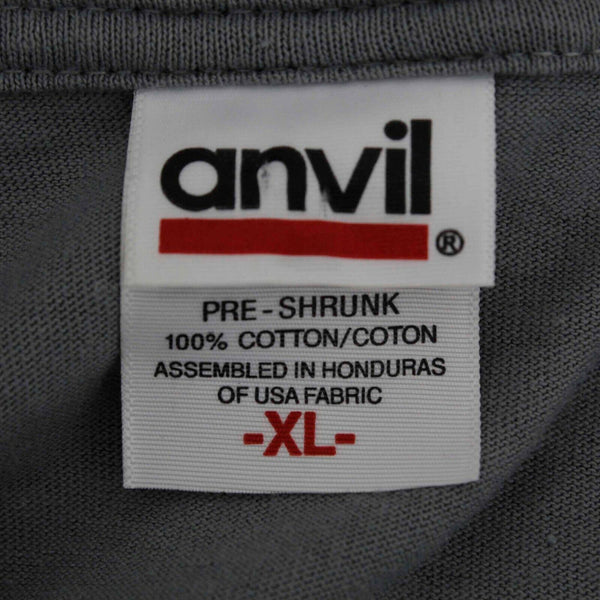 anvil®
PRE-SHRUNK
100% COTTON/COTON
ASSEMBLED IN HONDURAS
OF USA FABRIC
-XL-